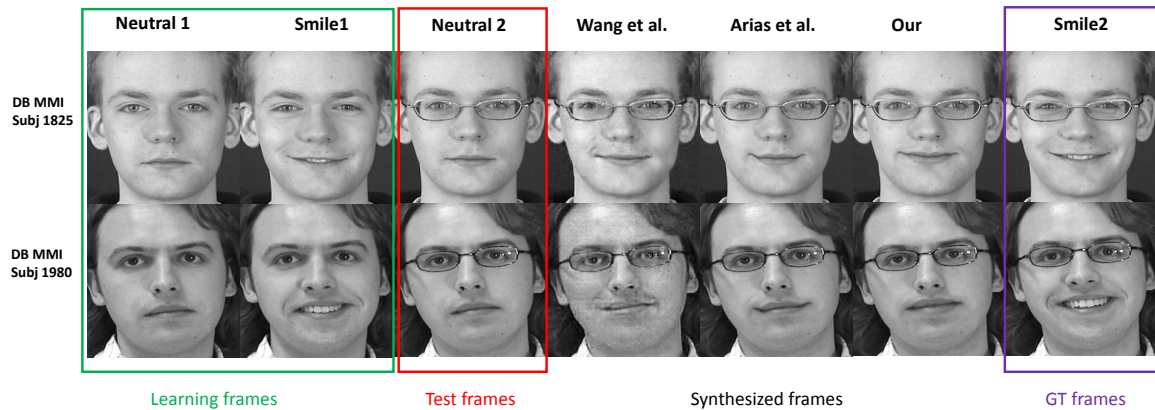 Neutral 1 Smile1 Neutral 2 Wang et al. Arias et al. Our Smile2
DB MMI
Subj 1825
DB MMI
Subj 1980
Learning frames Test frames Synthesized frames GT frames